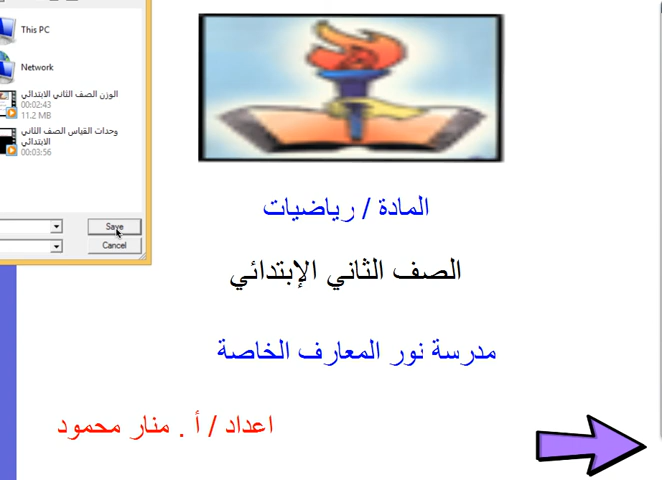 This PC
Network
الوزن الصف الثاني الابتدائي
00:02:43
11.2 MB
وحدات القياس الصف الثاني
الابتدائي
00:03:56
Save
Cancel
المادة / رياضيات
الصف الثاني الإبتدائي
مدرسة نور المعارف الخاصة
اعداد / أ . منار محمود